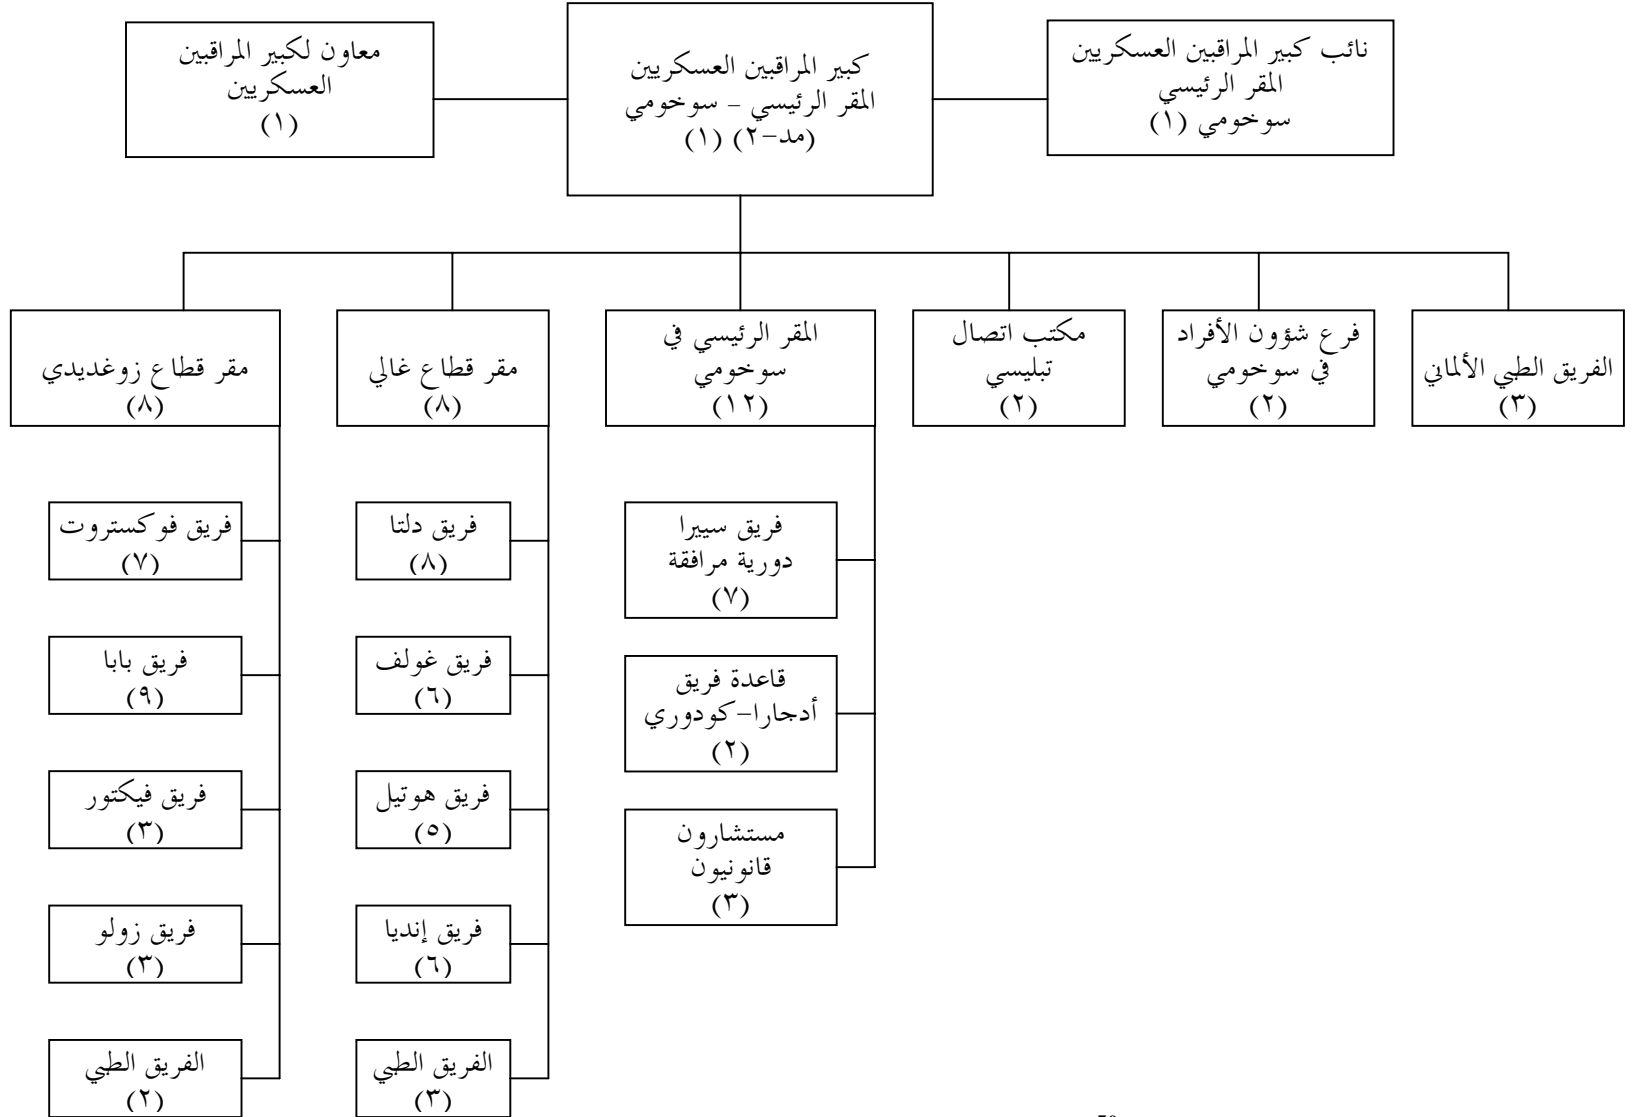 نائب كبير المراقبين العسكريين
المقر الرئيسي
سوخومي (١)
كبير المراقبين العسكريين
المقر الرئيسي – سوخومي
(مد-٢) (١)
معاون لكبير المراقبين
العسكريين
(١)
الفريق الطبي الألماني
(٣)
فرع شؤون الأفراد
في سوخومي
(٢)
مكتب اتصال
تبليسي
(٢)
المقر الرئيسي في
سوخومي
(١٢)
فريق سييرا
دورية مرافقة
(٧)
قاعدة فريق
أدجارا-كودوري
(٢)
مستشارون
قانونيون
(٣)
مقر قطاع غالي
(٨)
فريق دلتا
(٨)
فريق غولف
(٦)
فريق هوتيل
(٥)
فريق إنديا
(٦)
الفريق الطبي
(٣)
مقر قطاع زوغديدي
(٨)
فريق فوكستروت
(٧)
فريق بابا
(٩)
فريق فيكتور
(٣)
فريق زولو
(٣)
الفريق الطبي
(٢)